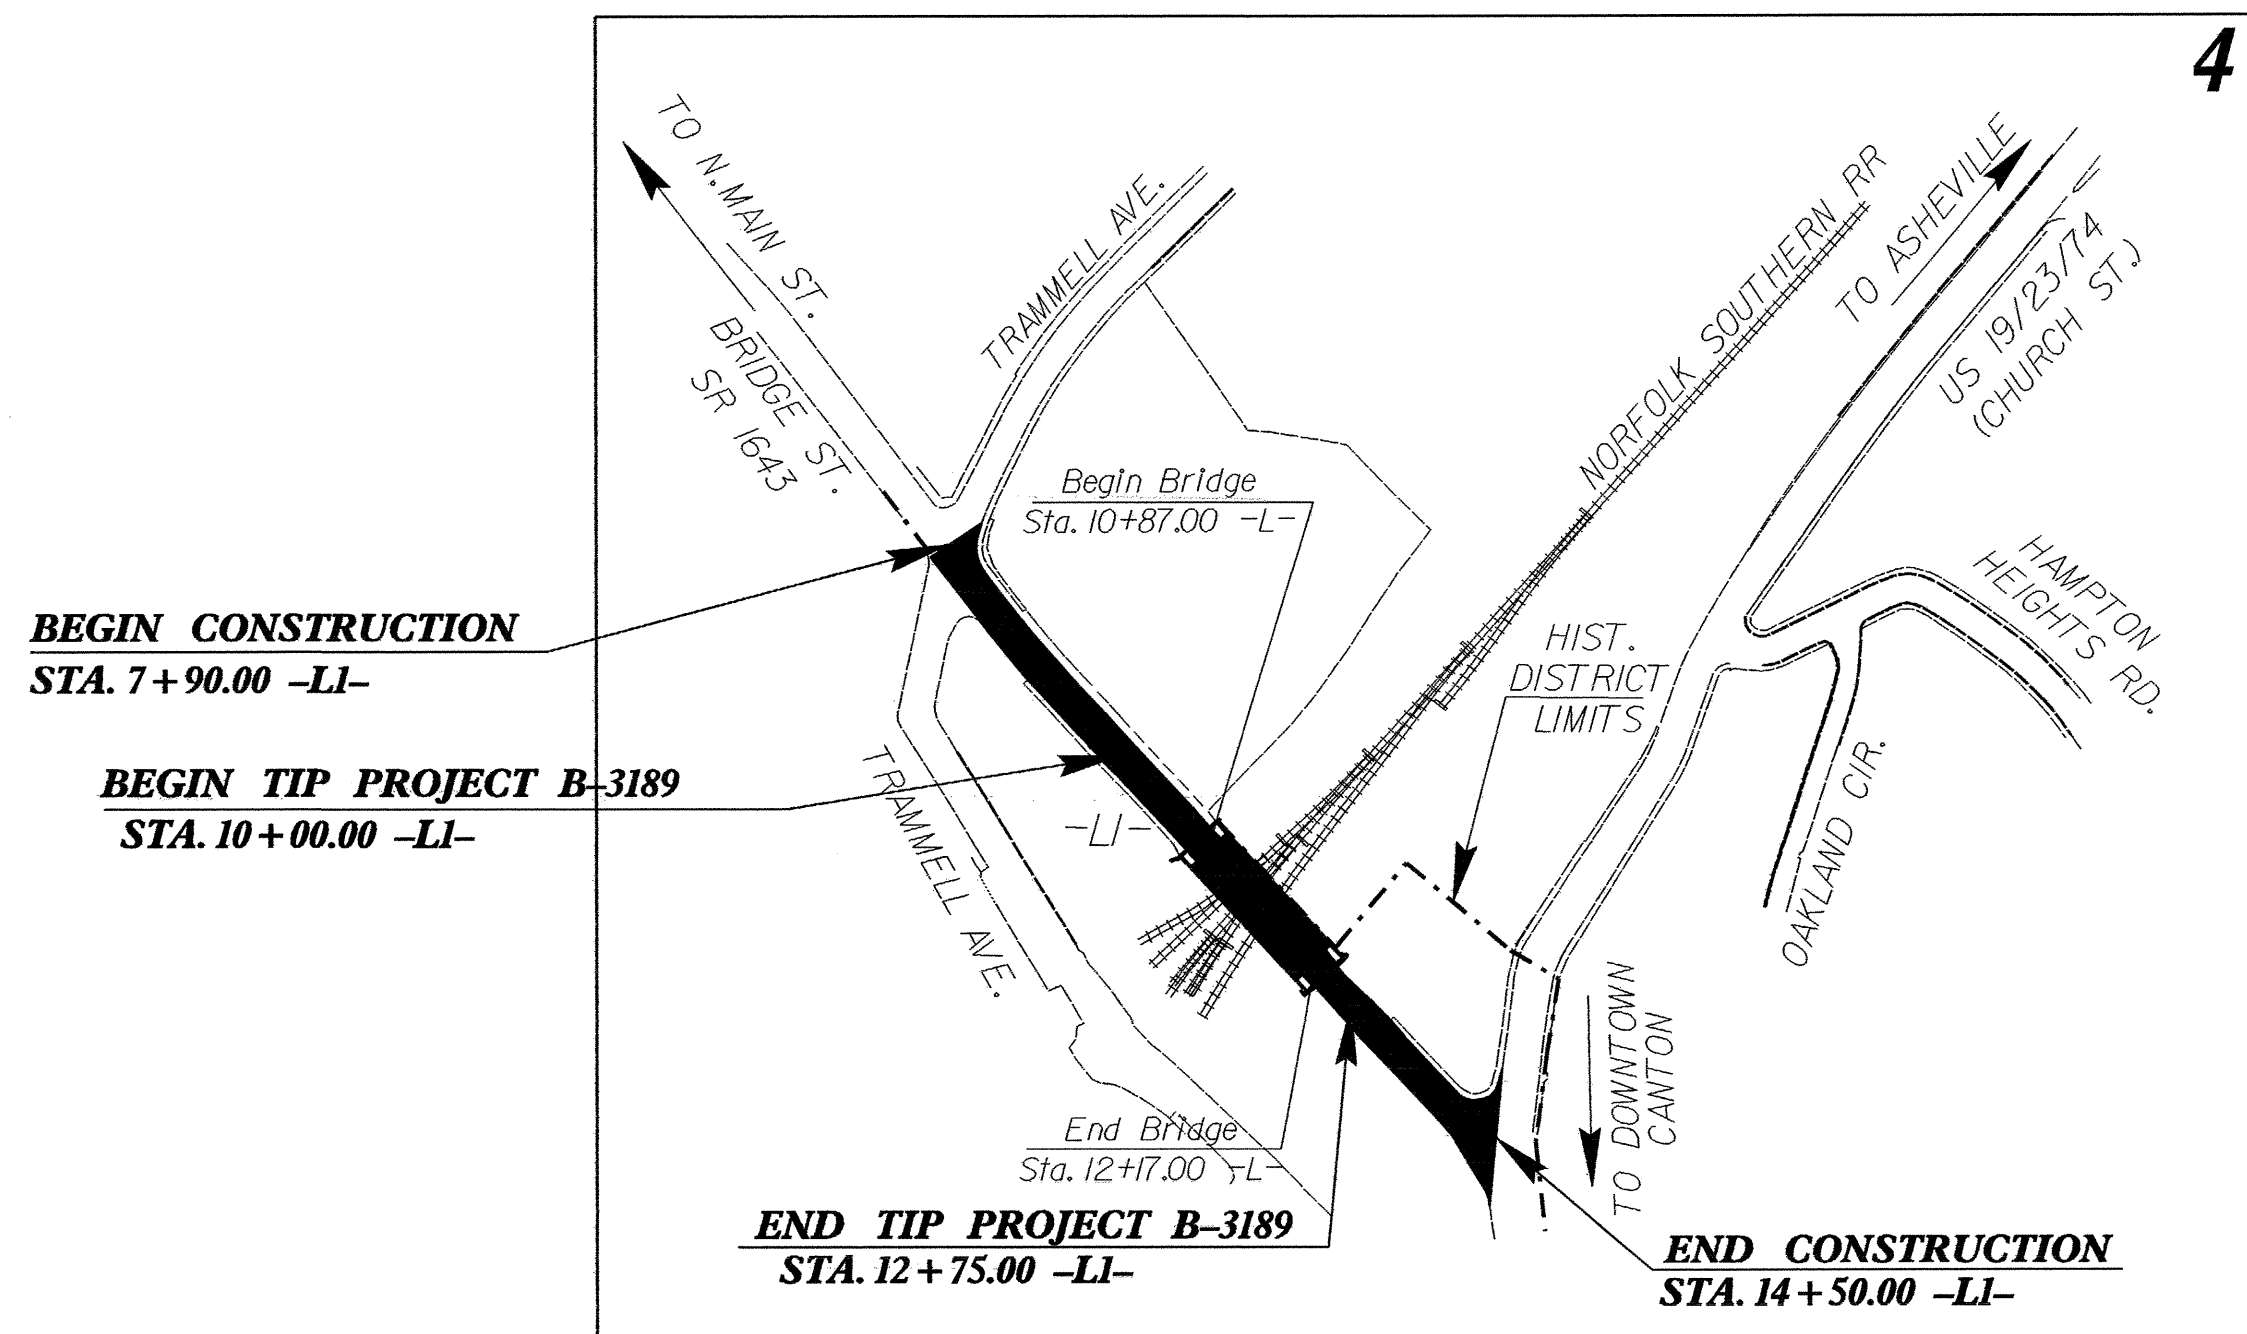 4
TO N. MAIN ST.
BRIDGE ST.
SR 1643
TRAMMELL AVE.
NORFOLK SOUTHERN RR
TO ASHEVILLE
US 19/23/74
(CHURCH ST.)
Begin Bridge
Sta. 10+87.00 -L-
HAMPTON
HEIGHTS RD.
BEGIN CONSTRUCTION
STA. 7+90.00 -L1-
HIST.
DISTRICT
LIMITS
BEGIN TIP PROJECT B-3189
STA. 10+00.00 -L1-
TRAMMELL AVE.
-L1-
OAKLAND CIR.
TO DOWNTOWN
CANTON
End Bridge
Sta. 12+17.00 -L-
END TIP PROJECT B-3189
STA. 12+75.00 -L1-
END CONSTRUCTION
STA. 14+50.00 -L1-